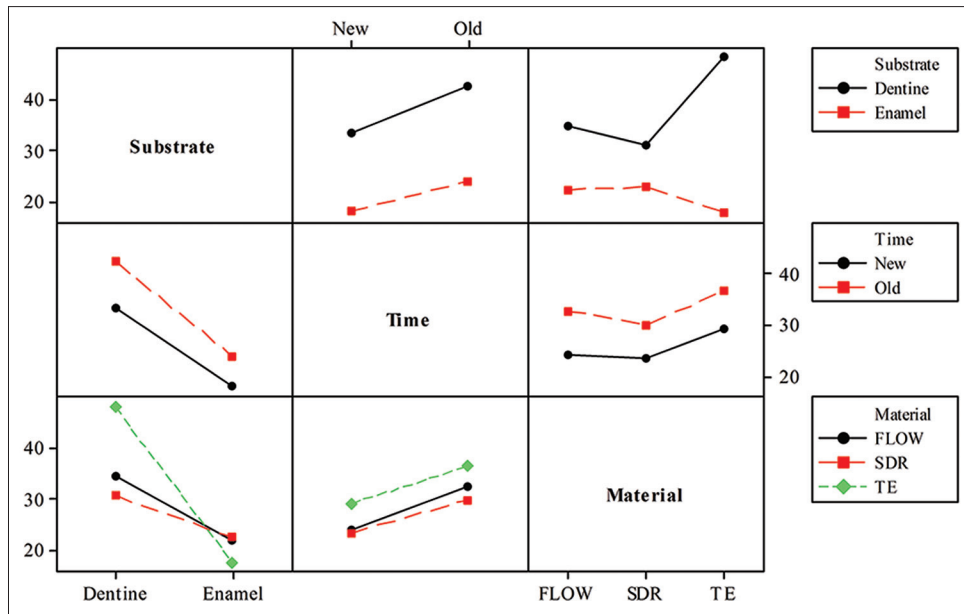 New Old
Substrate
Dentine
Enamel
40
30
20
Substrate
Time
New
Old
40
30
20
Time
Material
FLOW
SDR
TE
40
30
20
Material
Dentine Enamel FLOW SDR TE